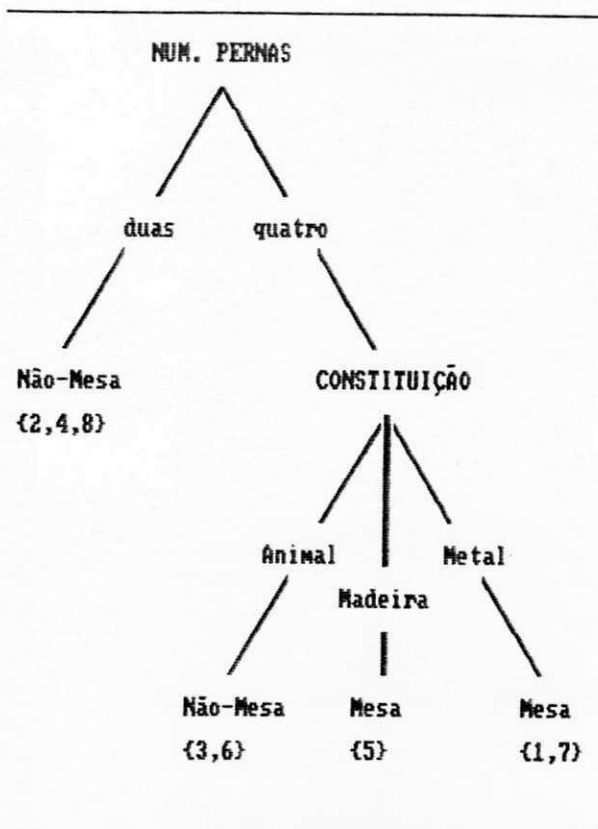 NUM. PERNAS
duas
quatro
Não-Mesa
{2,4,8}
CONSTITUIÇÃO
Animal
Madeira
Metal
Não-Mesa
{3,6}
Mesa
{5}
Mesa
{1,7}